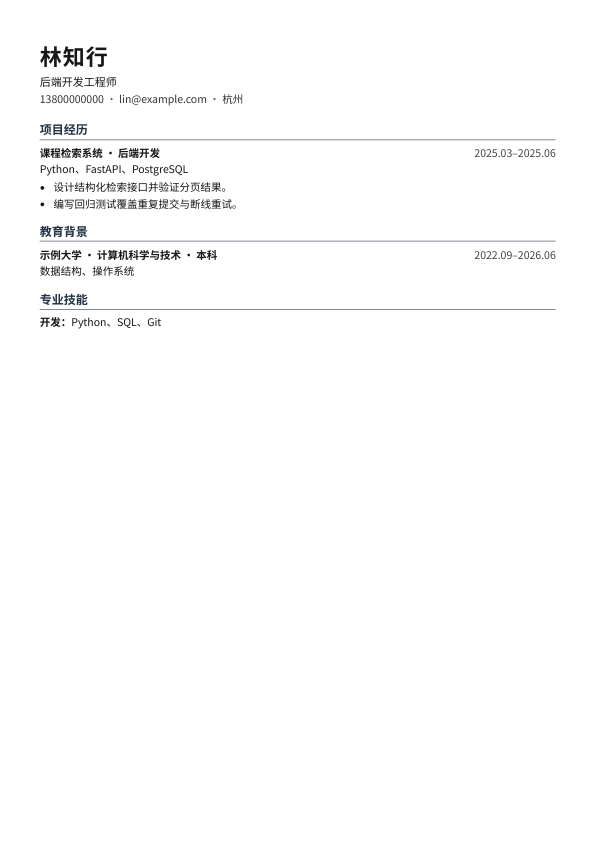 林知行
后端开发工程师
13800000000 · lin@example.com · 杭州
项目经历
课程检索系统 · 后端开发 2025.03–2025.06
Python、FastAPI、PostgreSQL
• 设计结构化检索接口并验证分页结果。
• 编写回归测试覆盖重复提交与断线重试。
教育背景
示例大学 · 计算机科学与技术 · 本科 2022.09–2026.06
数据结构、操作系统
专业技能
开发：Python、SQL、Git